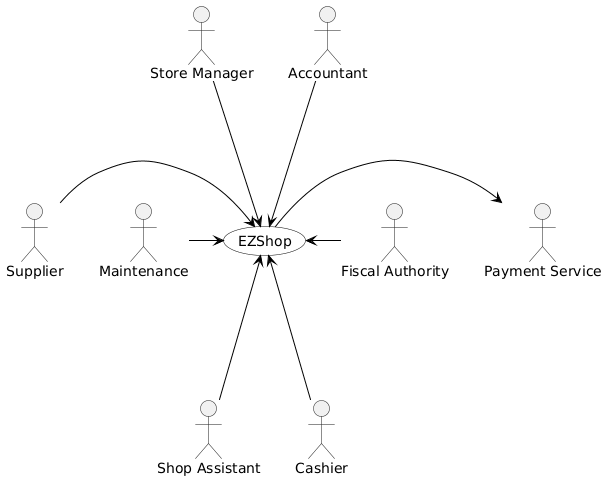 Store Manager
Accountant
EZShop
Supplier
Maintenance
Fiscal Authority
Payment Service
Shop Assistant
Cashier